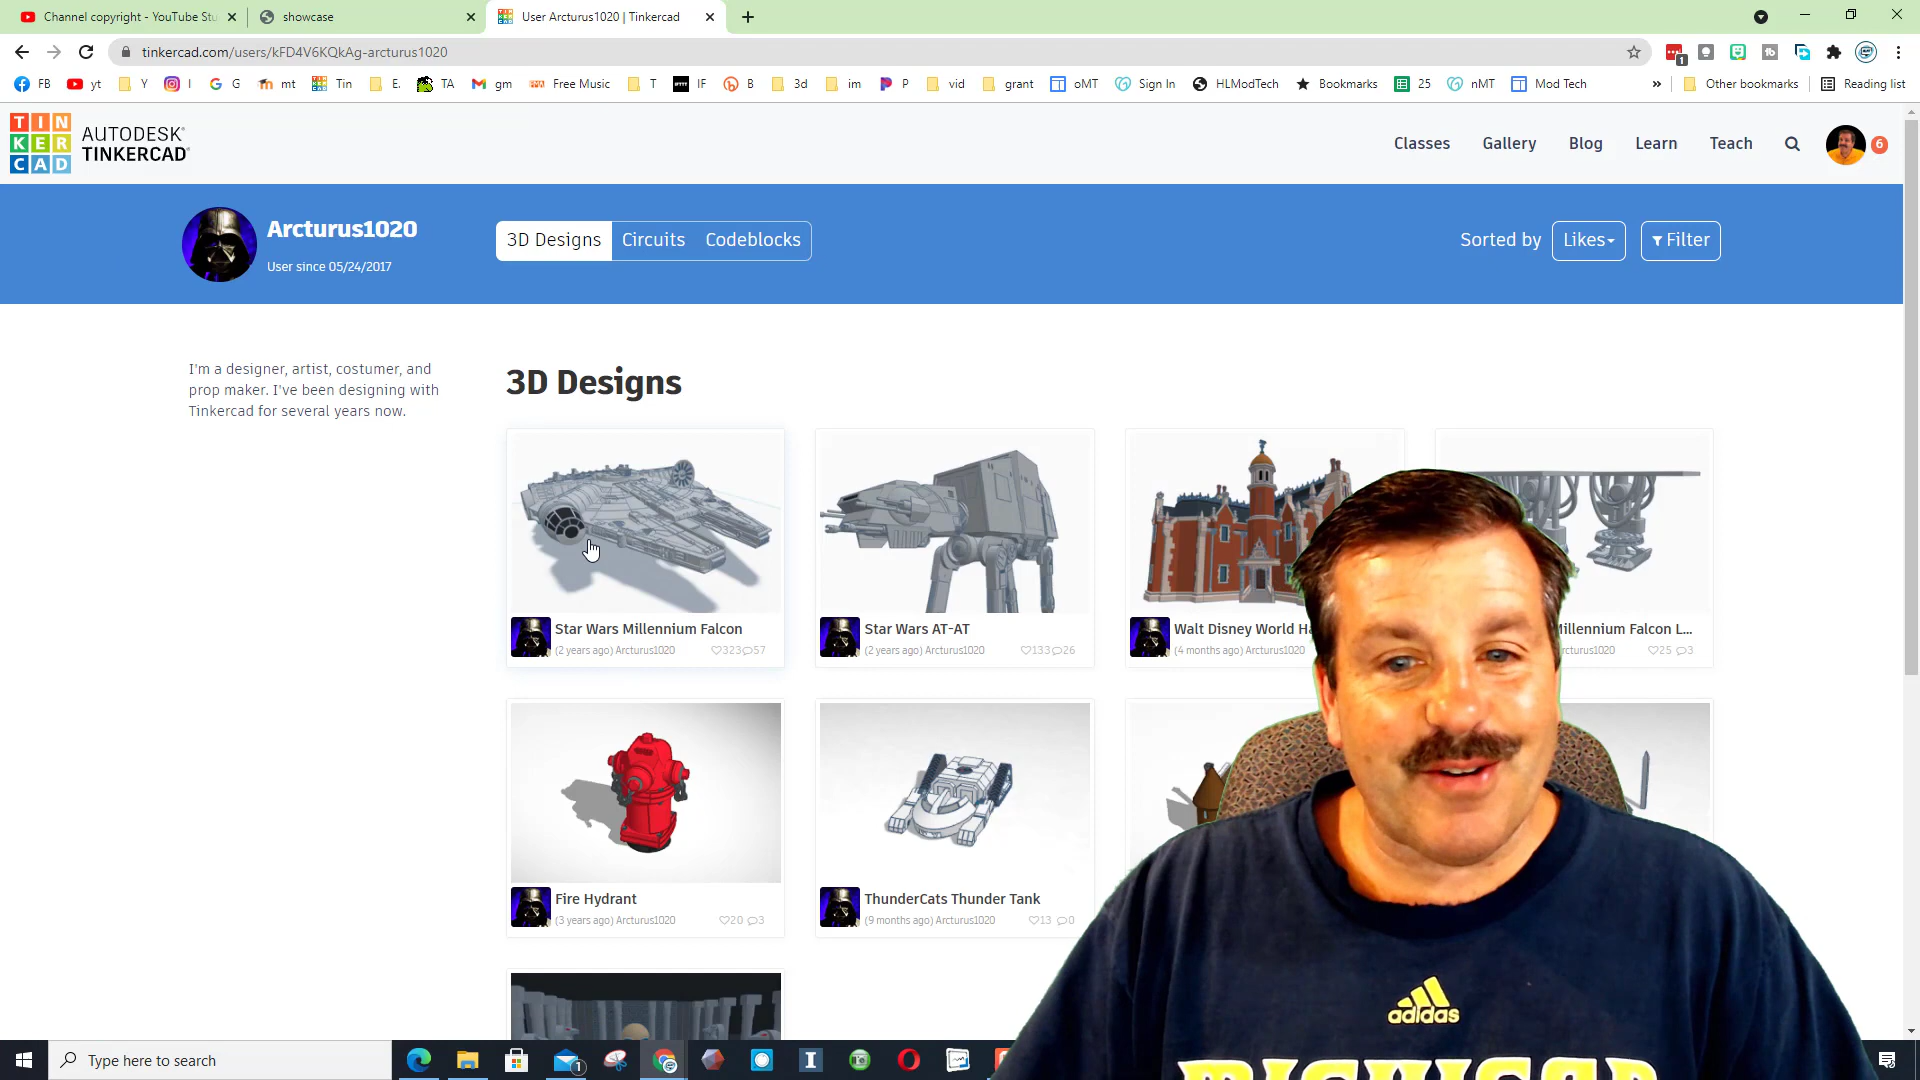 Channel copyright - YouTube Stu
showcase
User Arcturus1020 | Tinkercad
tinkercad.com/users/kFD4V6KQkAg-arcturus1020
FB yt Y I G mt Tin E. TA gm Free Music T IF B 3d im P vid grant oMT Sign In HLModTech Bookmarks 25 nMT Mod Tech » Other bookmarks Reading list
TIN
KER
CAD
AUTODESK
TINKERCAD
Classes Gallery Blog Learn Teach 6
Arcturus1020
User since 05/24/2017
3D Designs Circuits Codeblocks
Sorted by Likes Filter
I'm a designer, artist, costumer, and
prop maker. I've been designing with
Tinkercad for several years now.
3D Designs
Star Wars Millennium Falcon
(2 years ago) Arcturus1020 323 57
Star Wars AT-AT
(2 years ago) Arcturus1020 133 26
Walt Disney World Ha
(4 months ago) Arcturus1020
Millennium Falcon L...
25 3
Fire Hydrant
(3 years ago) Arcturus1020 20 3
ThunderCats Thunder Tank
(9 months ago) Arcturus1020 13 0
adidas
MICHIGAN
Type here to search
1